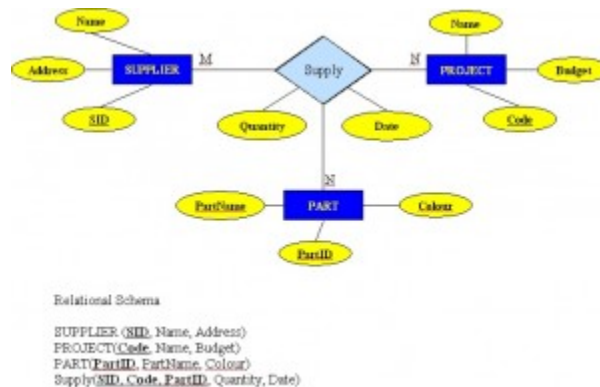 Name
Name
Address
SUPPLIER
M
Supply
N
PROJECT
Budget
SID
Quantity
Date
Code
N
PartName
PART
Colour
PartID
Relational Schema
SUPPLIER (SID, Name, Address)
PROJECT(Code, Name, Budget)
PART(PartID, PartName, Colour)
Supply(SID, Code, PartID, Quantity, Date)